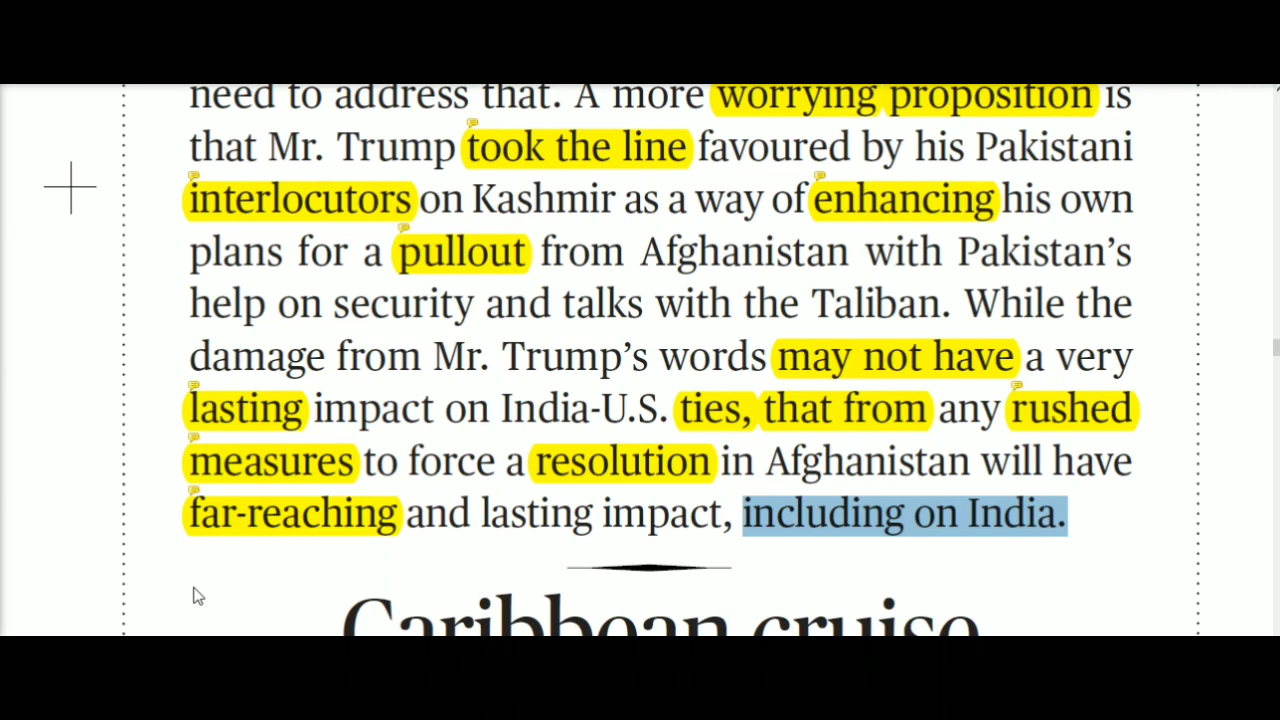 need to address that. A more worrying proposition is
that Mr. Trump took the line favoured by his Pakistani
interlocutors on Kashmir as a way of enhancing his own
plans for a pullout from Afghanistan with Pakistan's
help on security and talks with the Taliban. While the
damage from Mr. Trump's words may not have a very
lasting impact on India-U.S. ties, that from any rushed
measures to force a resolution in Afghanistan will have
far-reaching and lasting impact, including on India.
Caribbean cruise